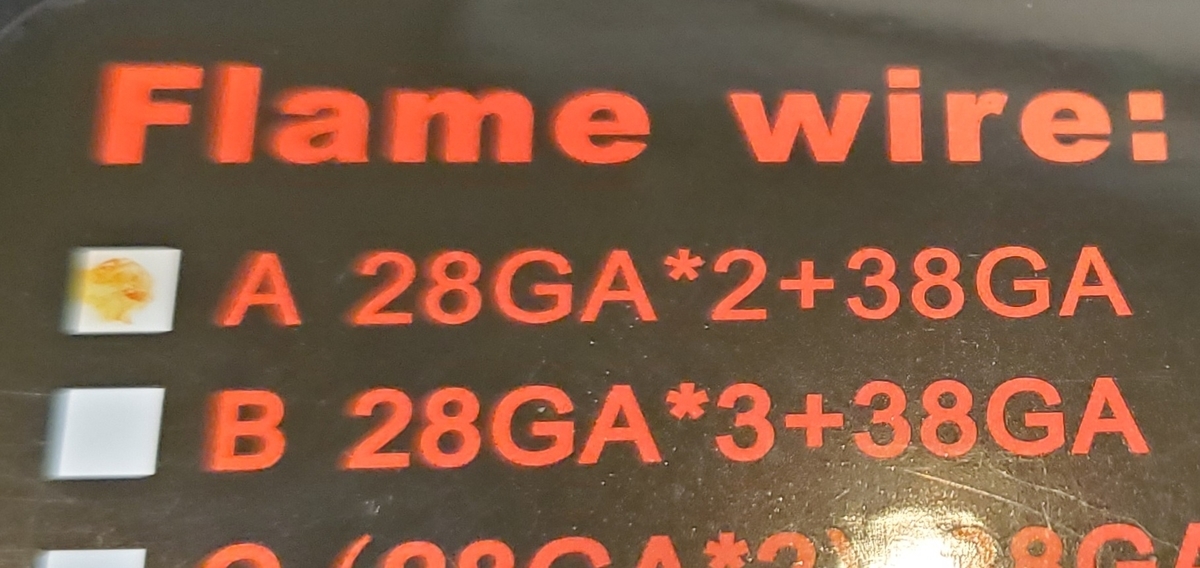 Flame wire:
A 28GA*2+38GA
B 28GA*3+38GA